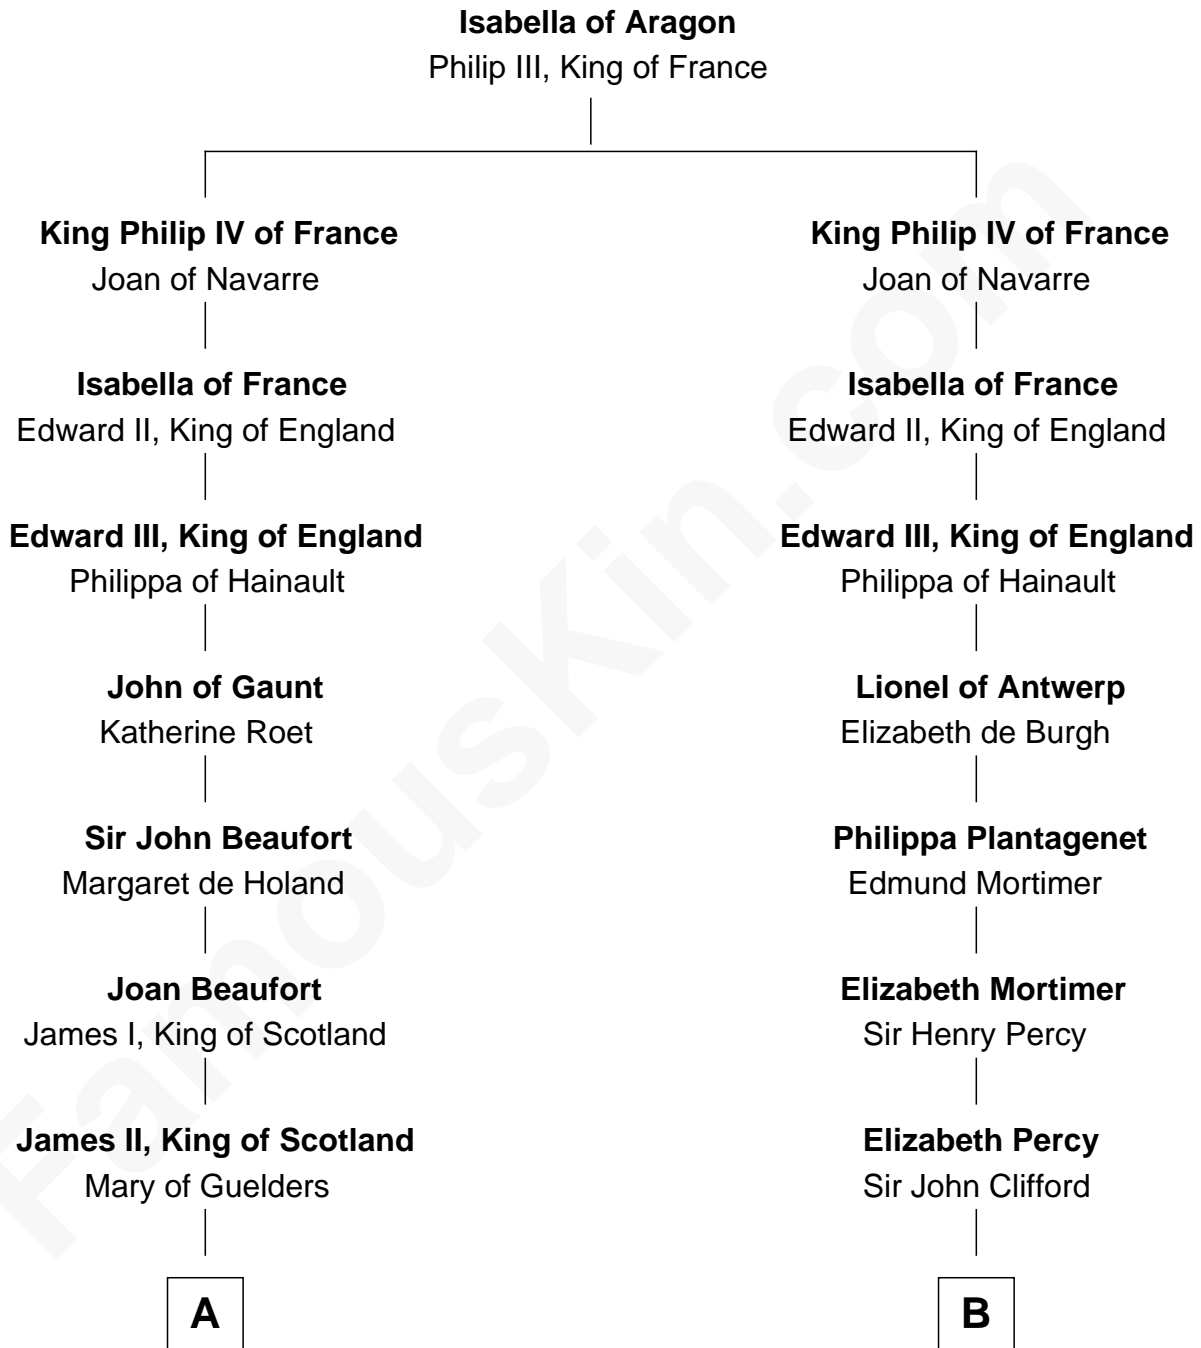 Isabella of Aragon
Philip III, King of France
King Philip IV of France
Joan of Navarre
Isabella of France
Edward II, King of England
Edward III, King of England
Philippa of Hainault
John of Gaunt
Katherine Roet
Sir John Beaufort
Margaret de Holand
Joan Beaufort
James I, King of Scotland
James II, King of Scotland
Mary of Guelders
A
King Philip IV of France
Joan of Navarre
Isabella of France
Edward II, King of England
Edward III, King of England
Philippa of Hainault
Lionel of Antwerp
Elizabeth de Burgh
Philippa Plantagenet
Edmund Mortimer
Elizabeth Mortimer
Sir Henry Percy
Elizabeth Percy
Sir John Clifford
B
FamousKin.com